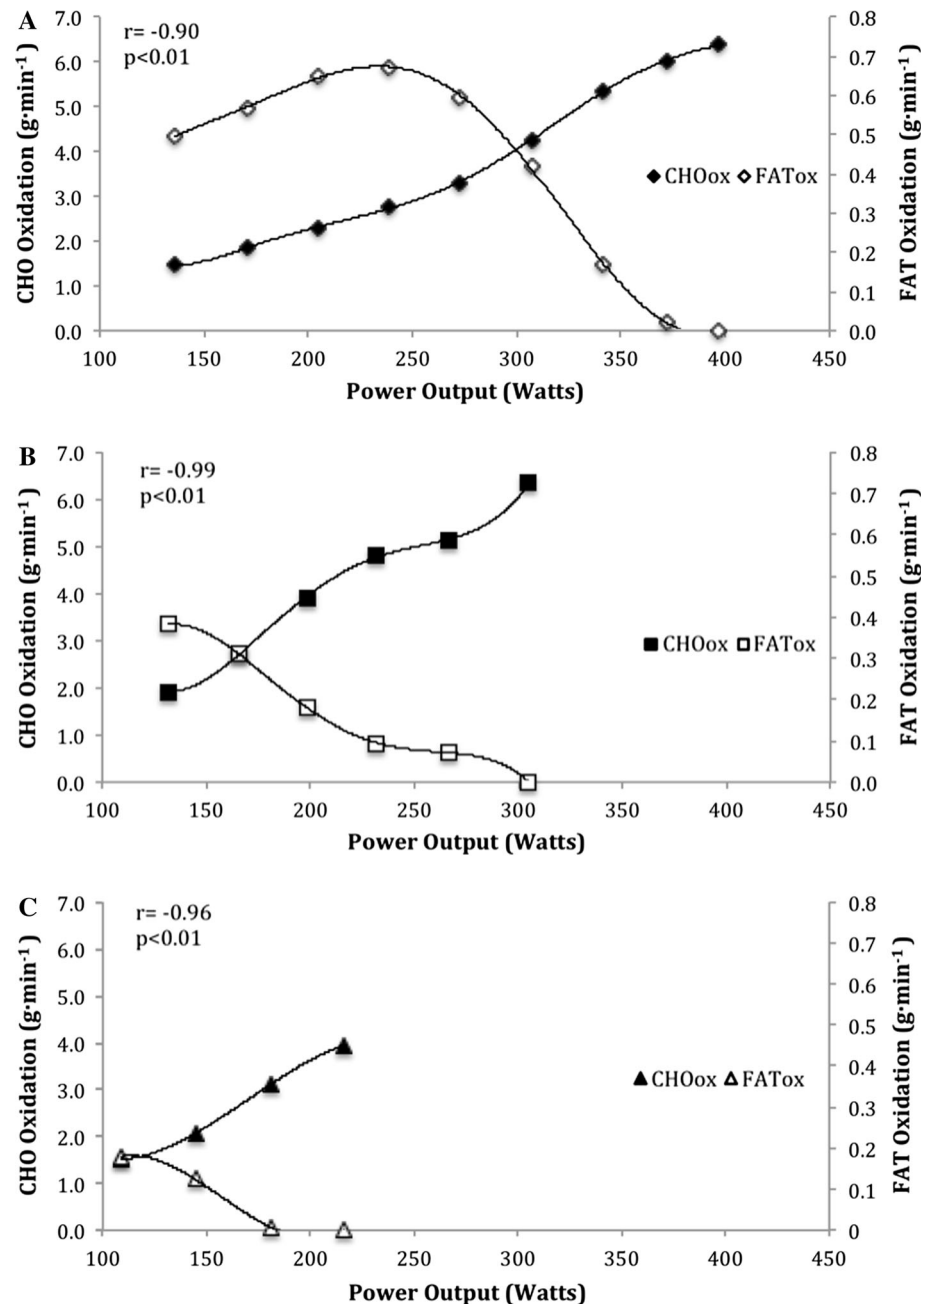 A
r= -0.90
p<0.01
CHO Oxidation (g·min-1 )
7.0
6.0
5.0
4.0
3.0
2.0
1.0
0.0
0.8
0.7
0.6
0.5
0.4
0.3
0.2
0.1
0.0
FAT Oxidation (g·min-1 )
CHOox FATox
100 150 200 250 300 350 400 450
Power Output (Watts)
B
r= -0.99
p<0.01
CHO Oxidation (g·min-1 )
7.0
6.0
5.0
4.0
3.0
2.0
1.0
0.0
0.8
0.7
0.6
0.5
0.4
0.3
0.2
0.1
0.0
FAT Oxidation (g·min-1 )
CHOox FATox
100 150 200 250 300 350 400 450
Power Output (Watts)
C
r= -0.96
p<0.01
CHO Oxidation (g·min-1 )
7.0
6.0
5.0
4.0
3.0
2.0
1.0
0.0
0.8
0.7
0.6
0.5
0.4
0.3
0.2
0.1
0
FAT Oxidation (g·min-1 )
CHOox FATox
100 150 200 250 300 350 400 450
Power Output (Watts)